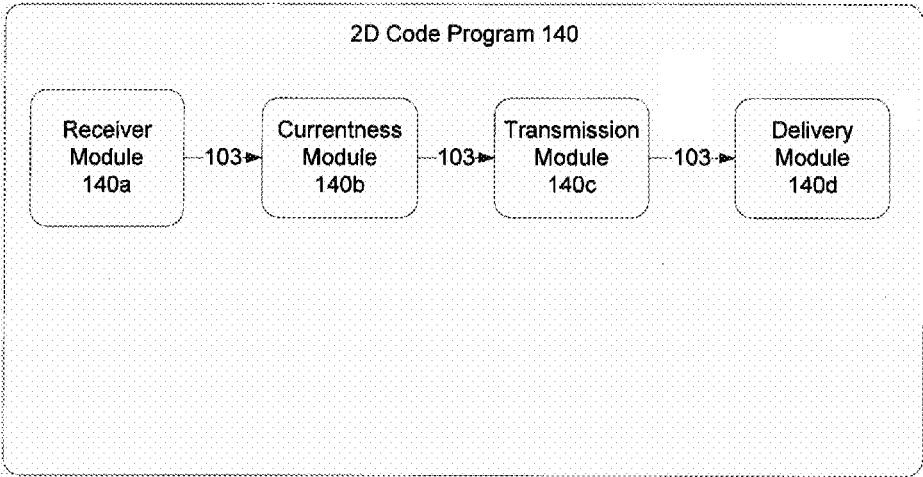 2D Code Program 140
Receiver
Module
140a
103
Currentness
Module
140b
103
Transmission
Module
140c
103
Delivery
Module
140d